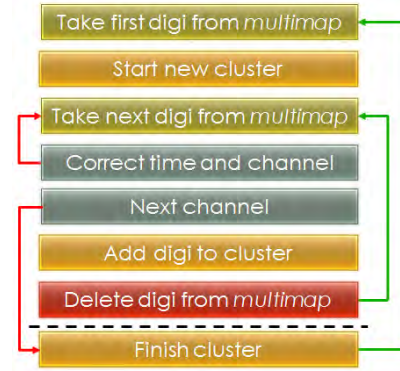 Take first digi from multimap
Start new cluster
Take next digi from multimap
Correct time and channel
Next channel
Add digi to cluster
Delete digi from multimap
Finish cluster